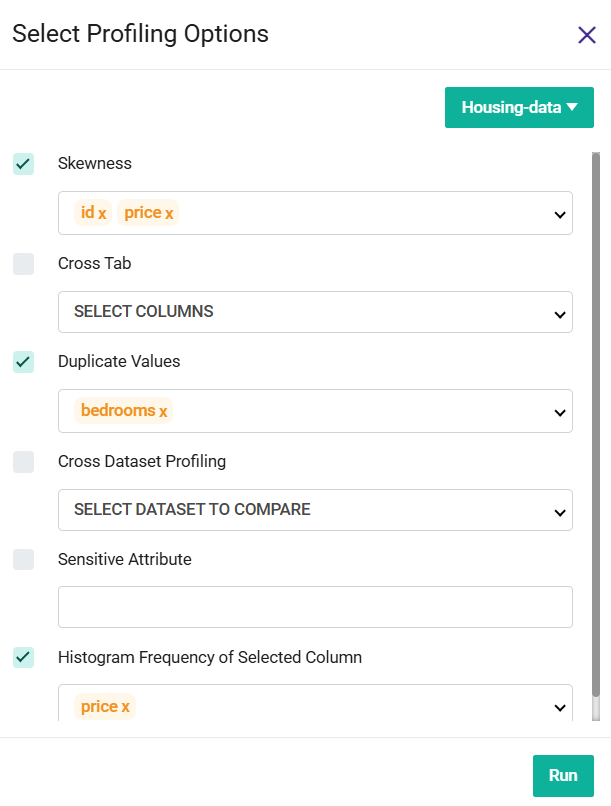 Select Profiling Options
Housing-data
Skewness
id x price x
Cross Tab
SELECT COLUMNS
Duplicate Values
bedrooms x
Cross Dataset Profiling
SELECT DATASET TO COMPARE
Sensitive Attribute
Histogram Frequency of Selected Column
price x
Run